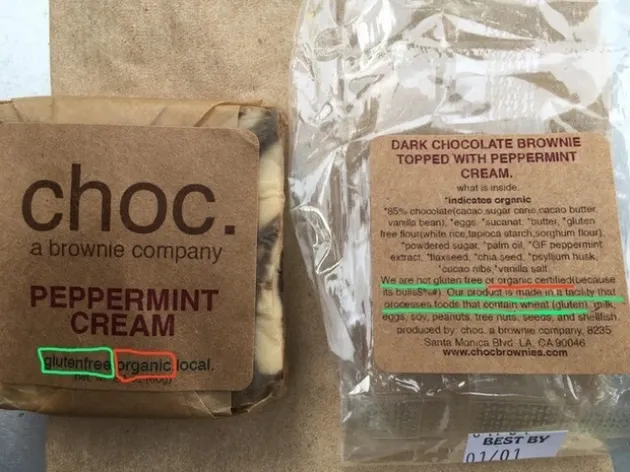 choc.
a brownie company
PEPPERMINT
CREAM
glutenfree organic local.
DARK CHOCOLATE BROWNIE
TOPPED WITH PEPPERMINT
CREAM.
what is inside.
*indicates organic
*85% chocolate(cacao,sugar cane,cacao butter,
vanilla bean), *eggs, *sucanat, *butter, *gluten
free flour(white rice,tapioca starch,sorghum flour),
*powdered sugar, *palm oil, *GF peppermint
extract, *flaxseed, *chia seed, *psyllium husk,
*cacao nibs,*vanilla salt
We are not gluten free or organic certified(because
its bulls$%#). Our product is made in a facility that
processes foods that contain wheat (gluten), milk,
eggs, soy, peanuts, tree nuts, seeds, and shellfish.
produced by: choc. a brownie company, 8235
Santa Monica Blvd. LA, CA 90046
www.chocbrownies.com
BEST BY
01/01